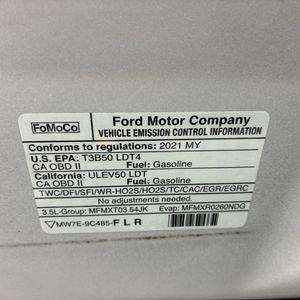 FoMoCo
Ford Motor Company
VEHICLE EMISSION CONTROL INFORMATION
Conforms to regulations: 2021 MY
U.S. EPA: T3B50 LDT4
CA OBD II Fuel: Gasoline
California: ULEV50 LDT
CA OBD II Fuel: Gasoline
TWC/DFI/SFI/WR-HO2S/HO2S/TC/CAC/EGR/EGRC
No adjustments needed.
3.5L-Group: MFMXT03.54JK Evap: MFMXR0260NDG
MW7E-9C485-FLR